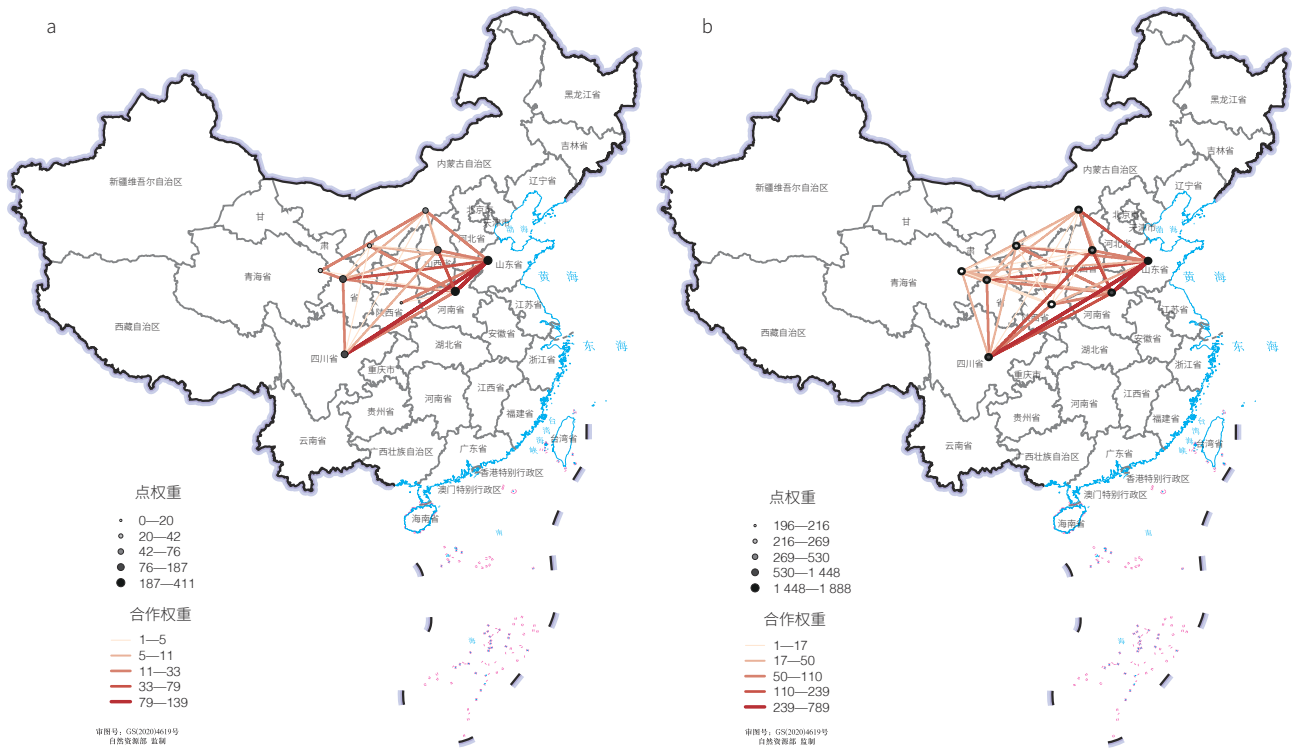 a
黑龙江省
吉林省
内蒙古自治区
辽宁省
新疆维吾尔自治区
北京市
天津市
渤 海
甘
河北省
肃
山西省
山东省
青海省
黄 海
省
陕西省
河南省
江苏省
西藏自治区
安徽省
四川省
湖北省
东 海
重庆市
浙江省
江西省
贵州省
河南省
福建省
云南省
台湾省
广西壮族自治区
广东省
香港特别行政区
澳门特别行政区
海南省
海
海
点权重
0—20
20—42
42—76
76—187
187—411
合作权重
1—5
5—11
11—33
33—79
79—139
审图号：GS(2020)4619号
自然资源部 监制
b
黑龙江省
吉林省
内蒙古自治区
辽宁省
新疆维吾尔自治区
北京市
天津市
渤 海
甘
河北省
肃
西省
山东省
青海省
黄 海
省
西省
河南省
江苏省
西藏自治区
安徽省
四川省
湖北省
东 海
重庆市
浙江省
江西省
贵州省
河南省
福建省
云南省
台湾省
广西壮族自治区
广东省
香港特别行政区
澳门特别行政区
海南省
海
海
点权重
196—216
216—269
269—530
530—1 448
1 448—1 888
合作权重
1—17
17—50
50—110
110—239
239—789
审图号：GS(2020)4619号
自然资源部 监制